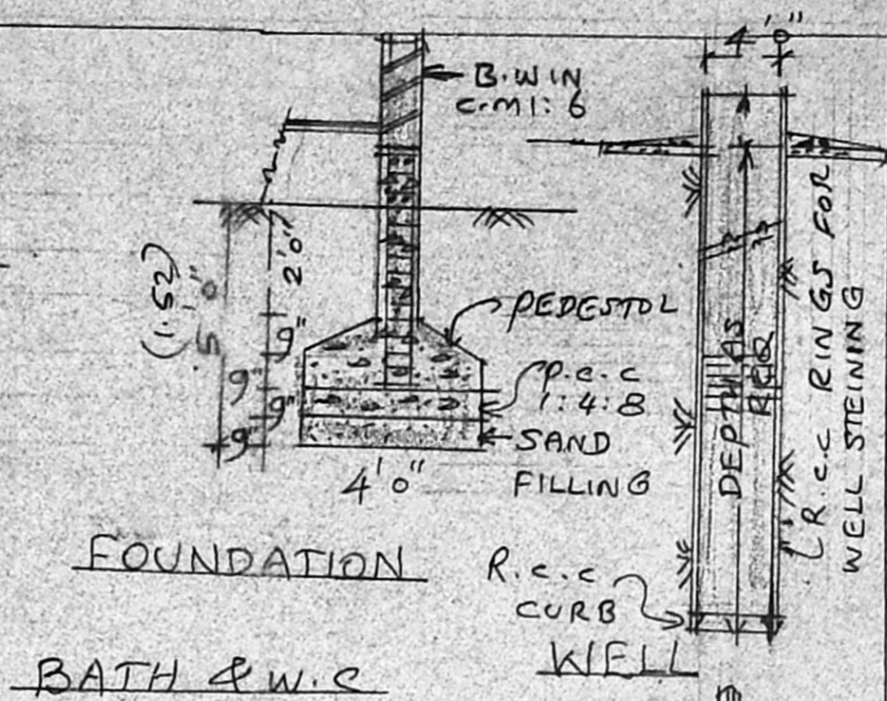 B.W IN
C.M 1:6
4'0"
(1.52)
5'0"
2'0"
9"
9"
9"
9"
PEDESTOL
P.C.C
1:4:8
SAND
FILLING
4'0"
FOUNDATION
BATH & W.C
R.C.C
CURB
WELL
DEPTH AS
REQ
R.C.C RINGS FOR
WELL STEINING